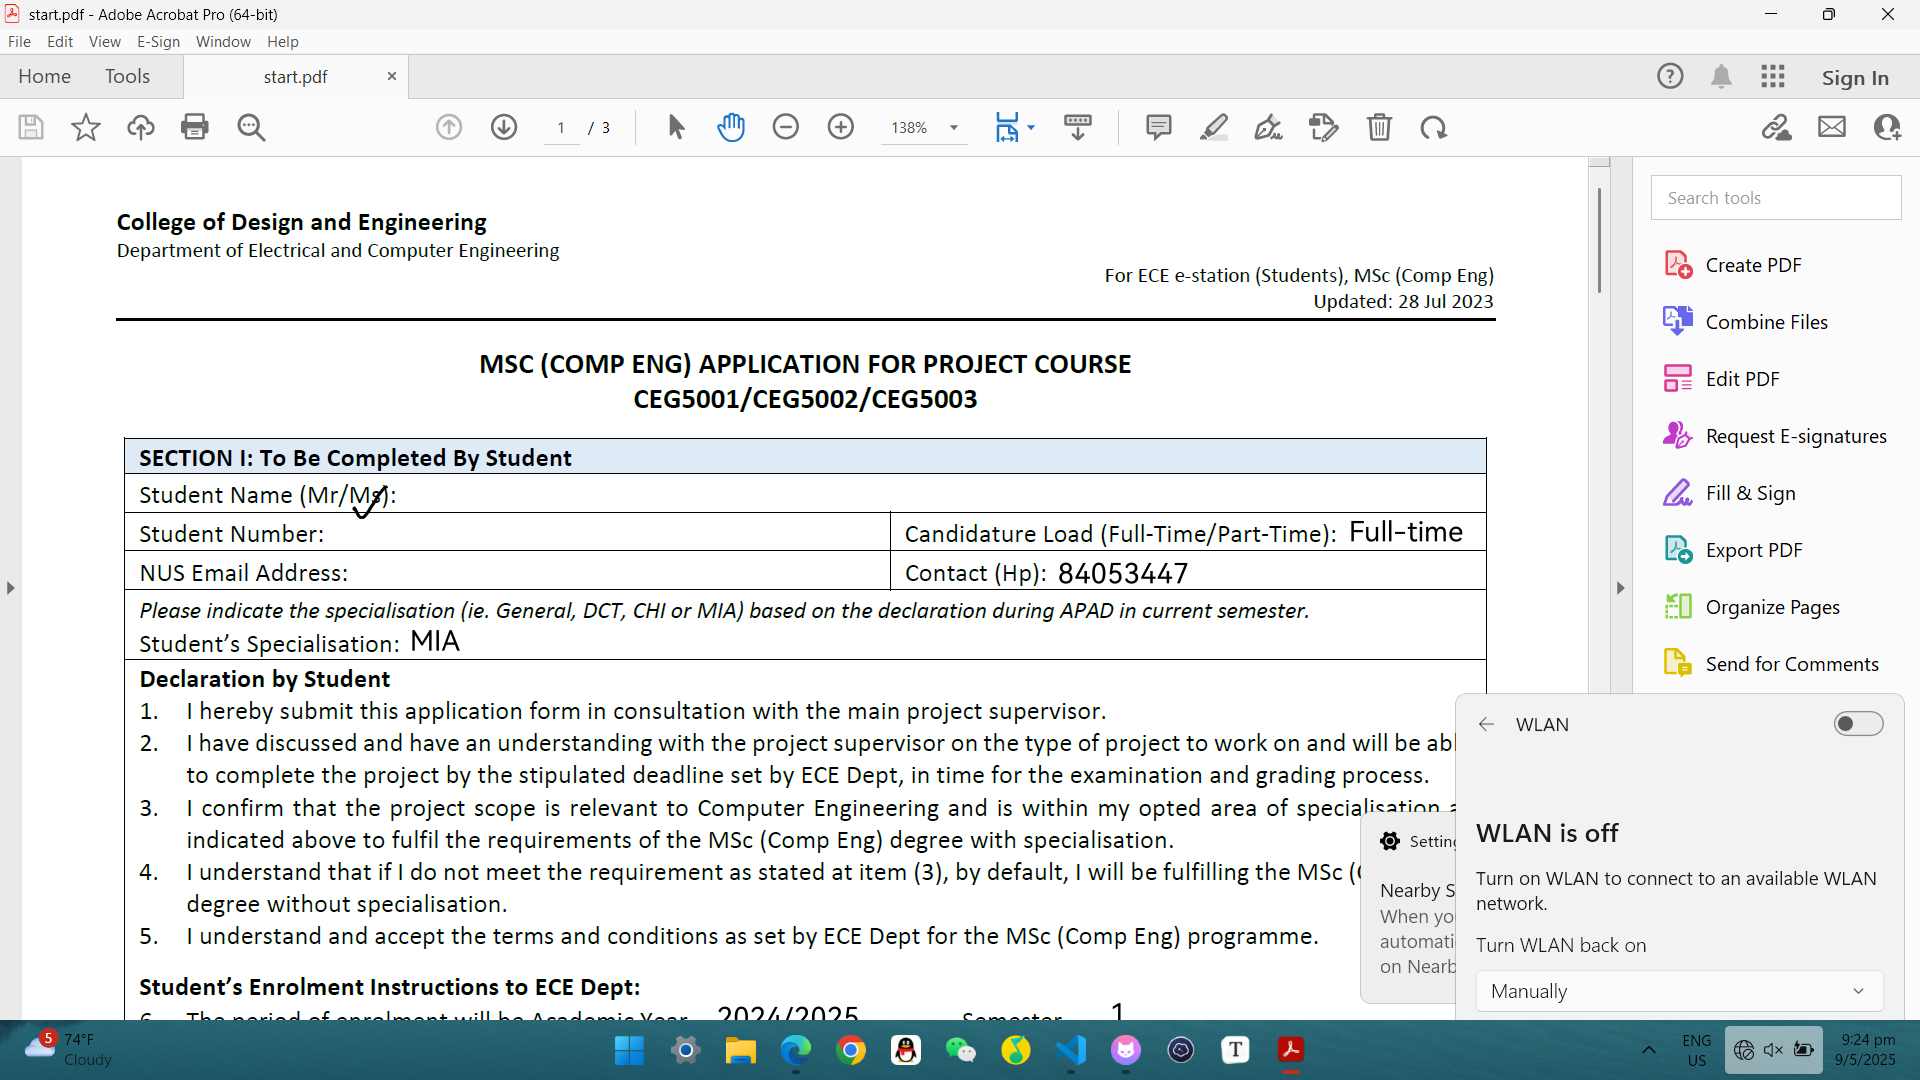 start.pdf - Adobe Acrobat Pro (64-bit)
File Edit View E-Sign Window Help
Home Tools start.pdf Sign In
1 / 3 138%
College of Design and Engineering
Department of Electrical and Computer Engineering
For ECE e-station (Students), MSc (Comp Eng)
Updated: 28 Jul 2023
MSC (COMP ENG) APPLICATION FOR PROJECT COURSE
CEG5001/CEG5002/CEG5003
SECTION I: To Be Completed By Student
Student Name (Mr/Ms):
Student Number:
Candidature Load (Full-Time/Part-Time): Full-time
NUS Email Address:
Contact (Hp): 84053447
Please indicate the specialisation (ie. General, DCT, CHI or MIA) based on the declaration during APAD in current semester.
Student's Specialisation: MIA
Declaration by Student
1. I hereby submit this application form in consultation with the main project supervisor.
2. I have discussed and have an understanding with the project supervisor on the type of project to work on and will be abl
to complete the project by the stipulated deadline set by ECE Dept, in time for the examination and grading process.
3. I confirm that the project scope is relevant to Computer Engineering and is within my opted area of specialisation
indicated above to fulfil the requirements of the MSc (Comp Eng) degree with specialisation.
4. I understand that if I do not meet the requirement as stated at item (3), by default, I will be fulfilling the MSc (
degree without specialisation.
5. I understand and accept the terms and conditions as set by ECE Dept for the MSc (Comp Eng) programme.
Student's Enrolment Instructions to ECE Dept:
6. The period of enrolment will be Academic Year 2024/2025 Semester 1
Search tools
Create PDF
Combine Files
Edit PDF
Request E-signatures
Fill & Sign
Export PDF
Organize Pages
Send for Comments
Setting
Nearby S
When yo
automati
on Nearb
WLAN
WLAN is off
Turn on WLAN to connect to an available WLAN
network.
Turn WLAN back on
Manually
5
74°F
Cloudy
T
ENG
US
9:24 pm
9/5/2025